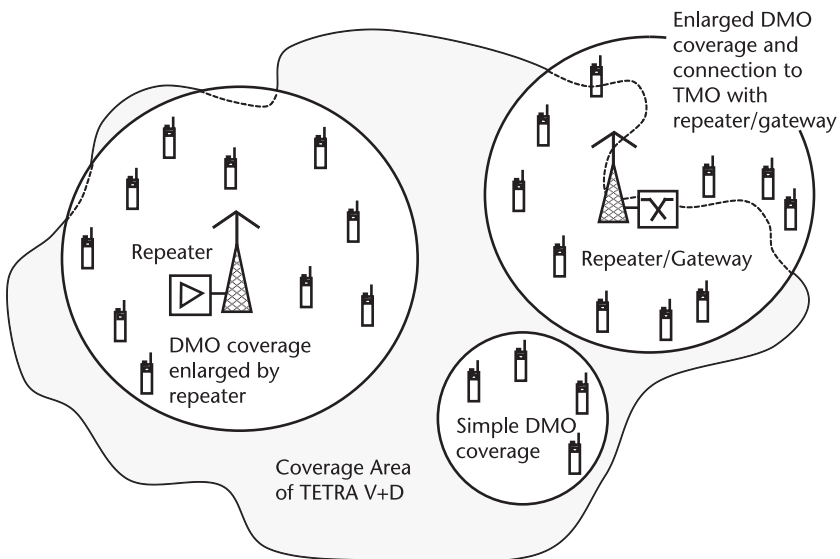 Enlarged DMO
coverage and
connection to
TMO with
repeater/gateway
Repeater
Repeater/Gateway
DMO coverage
enlarged by
repeater
Simple DMO
coverage
Coverage Area
of TETRA V+D